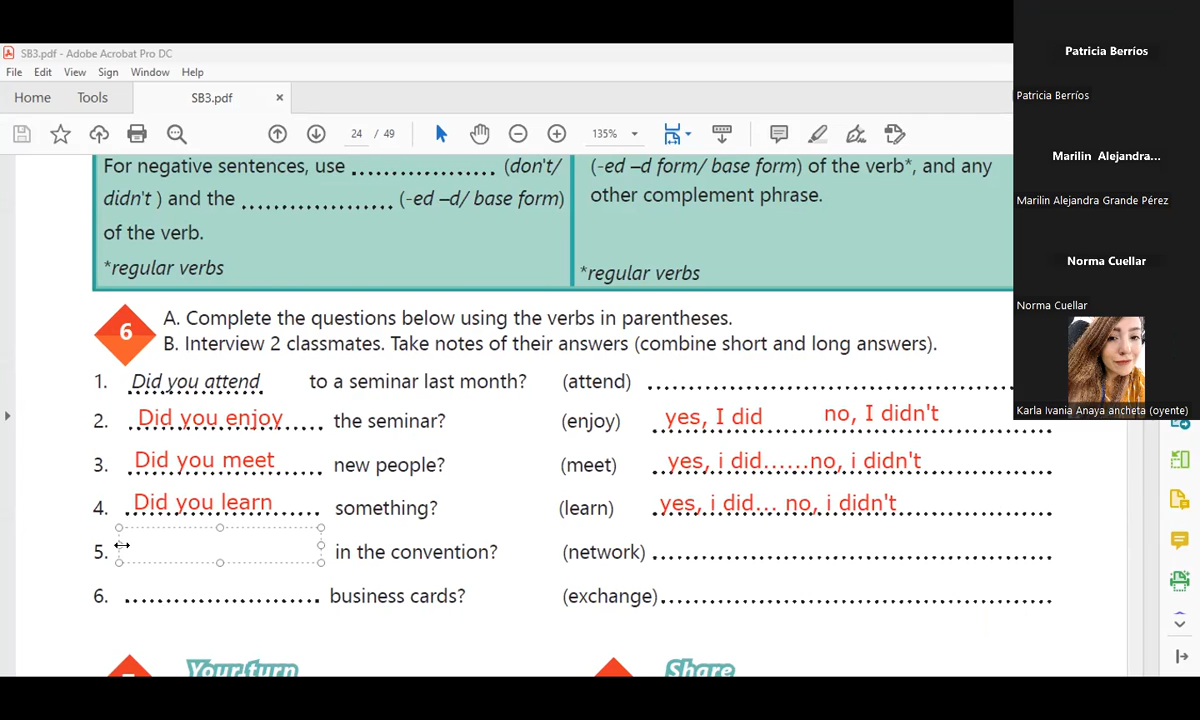 SB3.pdf - Adobe Acrobat Pro DC
File Edit View Sign Window Help
Home Tools SB3.pdf ×
24 / 49 135%
For negative sentences, use .................... (don't/
didn't ) and the ..................... (-ed –d/ base form)
of the verb.
*regular verbs
(-ed –d form/ base form) of the verb*, and any
other complement phrase.
*regular verbs
6
A. Complete the questions below using the verbs in parentheses.
B. Interview 2 classmates. Take notes of their answers (combine short and long answers).
1. Did you attend to a seminar last month? (attend)
2. Did you enjoy the seminar? (enjoy) yes, I did no, I didn't
3. Did you meet new people? (meet) yes, i did......no, i didn't
4. Did you learn something? (learn) yes, i did... no, i didn't
5. in the convention? (network)
6. business cards? (exchange)
Your turn
Share
Patricia Berríos
Patricia Berríos
Marilin Alejandra...
Marilin Alejandra Grande Pérez
Norma Cuellar
Norma Cuellar
Karla Ivania Anaya ancheta (oyente)